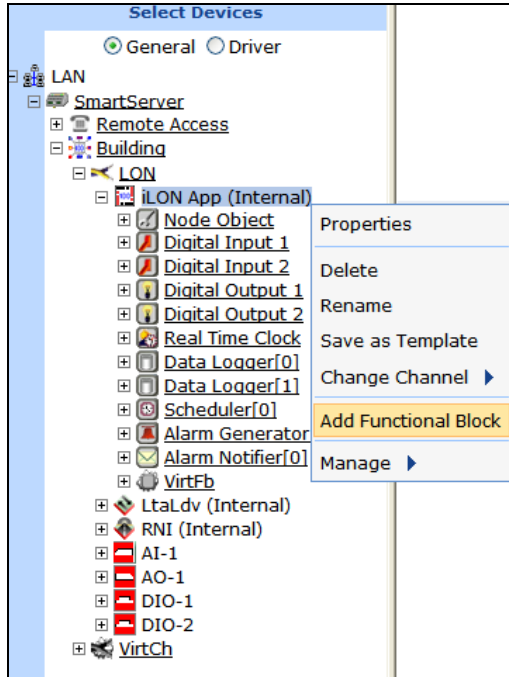 Select Devices
General Driver
LAN
SmartServer
Remote Access
Building
LON
iLON App (Internal)
Node Object
Digital Input 1
Digital Input 2
Digital Output 1
Digital Output 2
Real Time Clock
Data Logger[0]
Data Logger[1]
Scheduler[0]
Alarm Generator
Alarm Notifier[0]
VirtFb
LtaLdv (Internal)
RNI (Internal)
AI-1
AO-1
DIO-1
DIO-2
VirtCh
Properties
Delete
Rename
Save as Template
Change Channel
Add Functional Block
Manage